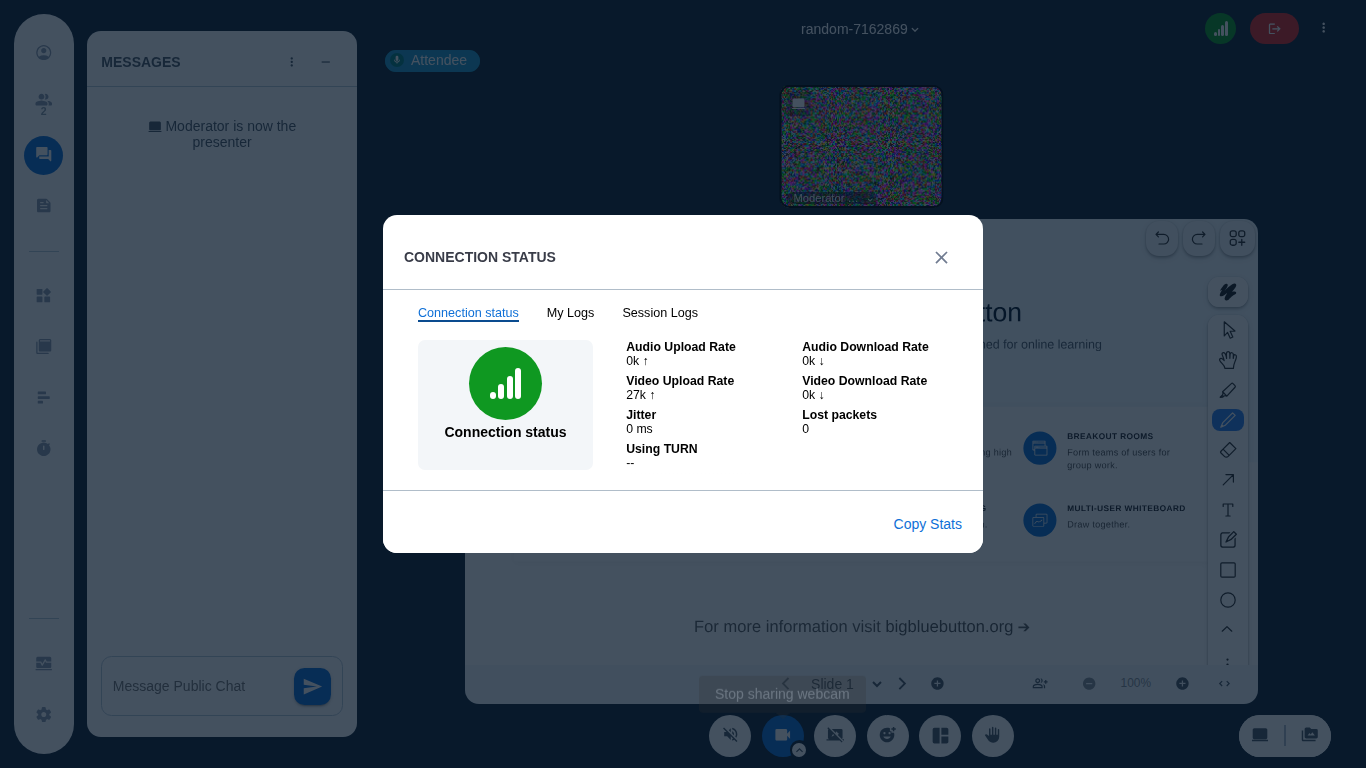 random-7162869
Attendee
MESSAGES
2
Moderator is now the
presenter
Moderator ...
CONNECTION STATUS
Connection status
My Logs
Session Logs
Connection status
Audio Upload Rate
0k ↑
Audio Download Rate
0k ↓
Video Upload Rate
27k ↑
Video Download Rate
0k ↓
Jitter
0 ms
Lost packets
0
Using TURN
--
Copy Stats
ned for online learning
BREAKOUT ROOMS
Form teams of users for
group work.
ng high
MULTI-USER WHITEBOARD
Draw together.
For more information visit bigbluebutton.org →
Message Public Chat
Slide 1
100%
Stop sharing webcam